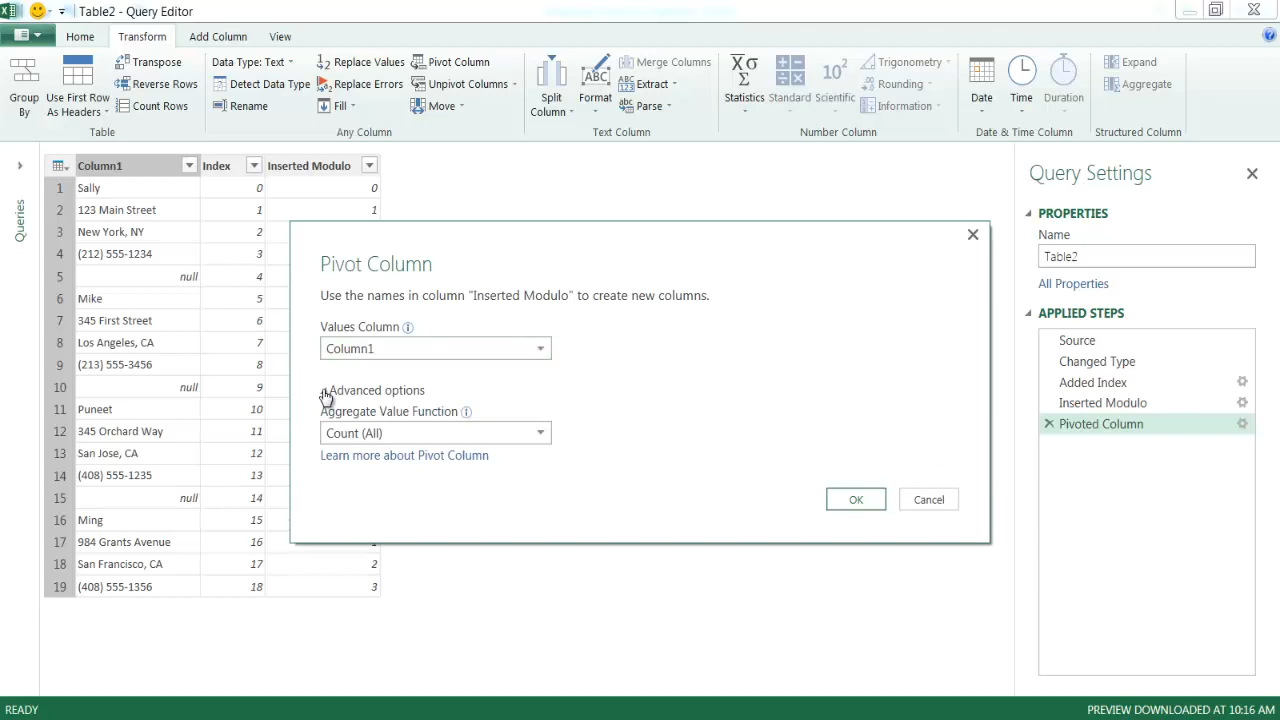 Table2 - Query Editor
Home Transform Add Column View
Group By
Use First Row As Headers
Transpose
Reverse Rows
Count Rows
Table
Data Type: Text
Detect Data Type
Rename
Replace Values
Replace Errors
Fill
Pivot Column
Unpivot Columns
Move
Any Column
Split Column
Format
ABC
Merge Columns
Extract
Parse
Text Column
Statistics
Standard
Scientific
Trigonometry
Rounding
Information
Number Column
Date
Time
Duration
Date & Time Column
Expand
Aggregate
Structured Column
Queries
Column1 Index Inserted Modulo
1 Sally 0 0
2 123 Main Street 1 1
3 New York, NY 2
4 (212) 555-1234 3
5 null 4
6 Mike 5
7 345 First Street 6
8 Los Angeles, CA 7
9 (213) 555-3456 8
10 null 9
11 Puneet 10
12 345 Orchard Way 11
13 San Jose, CA 12
14 (408) 555-1235 13
15 null 14
16 Ming 15
17 984 Grants Avenue 16
18 San Francisco, CA 17 2
19 (408) 555-1356 18 3
Pivot Column
Use the names in column "Inserted Modulo" to create new columns.
Values Column
Column1
Advanced options
Aggregate Value Function
Count (All)
Learn more about Pivot Column
OK Cancel
Query Settings
PROPERTIES
Name
Table2
All Properties
APPLIED STEPS
Source
Changed Type
Added Index
Inserted Modulo
Pivoted Column
READY
PREVIEW DOWNLOADED AT 10:16 AM